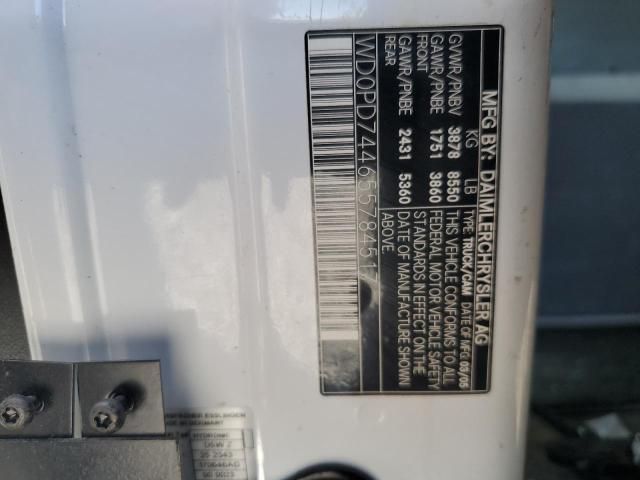 MFG BY: DAIMLERCHRYSLER AG
KG LB TYPE: TRUCK/CAM DATE OF MFG: 03/05
GVWR/PNBV 3878 8550 THIS VEHICLE CONFORMS TO ALL
GAWR/PNBE 1751 3860 FEDERAL MOTOR VEHICLE SAFETY
FRONT STANDARDS IN EFFECT ON THE
GAWR/PNBE 2431 5360 DATE OF MANUFACTURE SHOWN
REAR ABOVE.
WD0PD744655784517
D5W Z